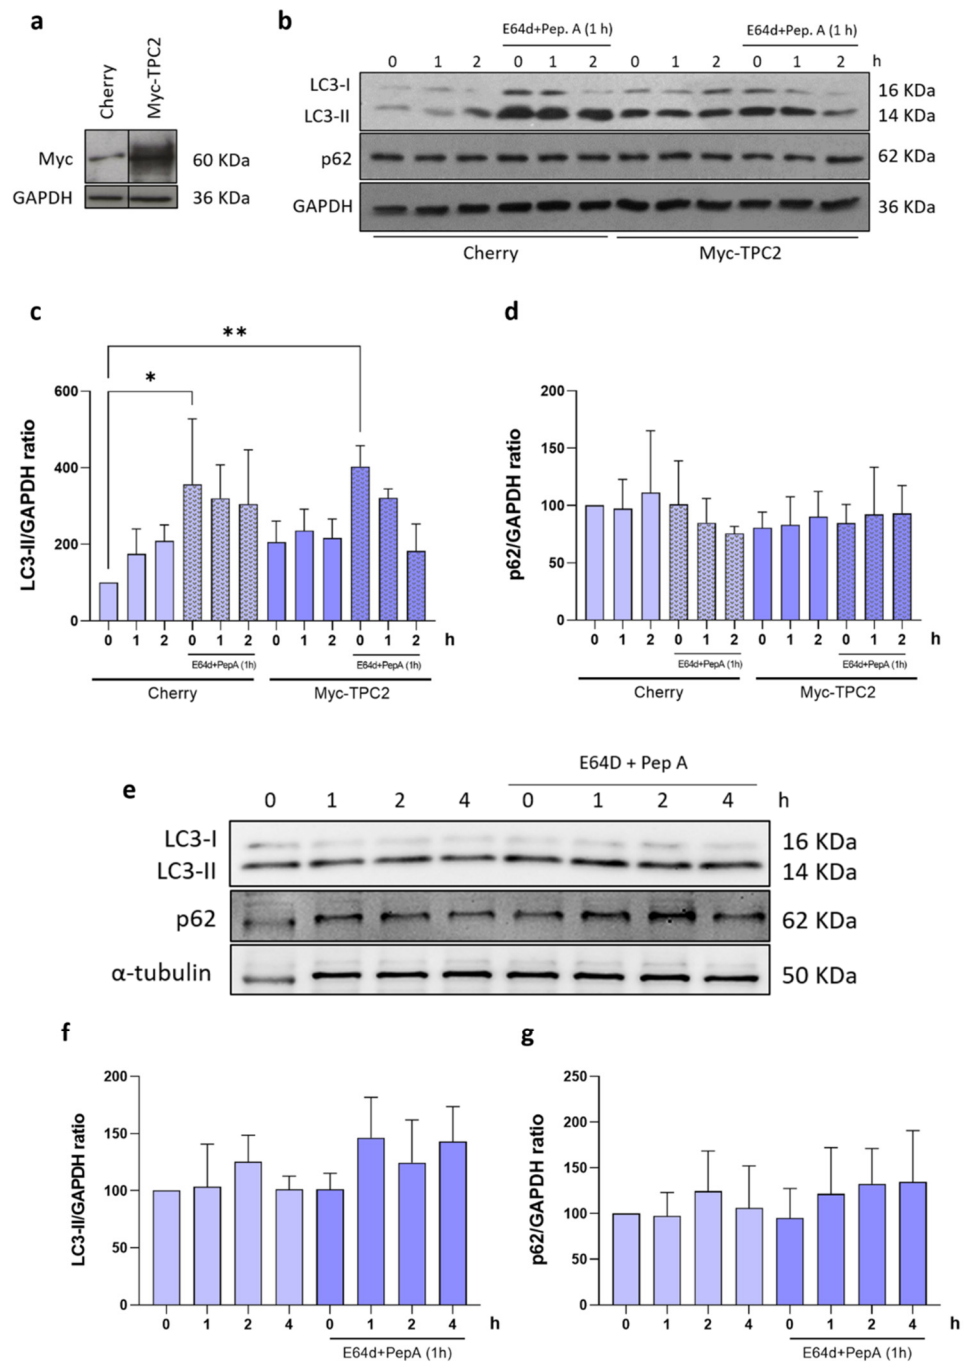 a
Cherry
Myc-TPC2
Myc
60 KDa
GAPDH
36 KDa
b
E64d+Pep. A (1 h)
E64d+Pep. A (1 h)
0 1 2 0 1 2 0 1 2 0 1 2 h
LC3-I
16 KDa
LC3-II
14 KDa
p62
62 KDa
GAPDH
36 KDa
Cherry
Myc-TPC2
c
**
*
LC3-II/GAPDH ratio
600
400
200
0
0 1 2 0 1 2 0 1 2 0 1 2 h
E64d+PepA (1h)
E64d+PepA (1h)
Cherry
Myc-TPC2
d
p62/GAPDH ratio
200
150
100
50
0
0 1 2 0 1 2 0 1 2 0 1 2 h
E64d+PepA (1h)
E64d+PepA (1h)
Cherry
Myc-TPC2
e
E64D + Pep A
0 1 2 4 0 1 2 4 h
LC3-I
16 KDa
LC3-II
14 KDa
p62
62 KDa
α-tubulin
50 KDa
f
LC3-II/GAPDH ratio
200
150
100
50
0
0 1 2 4 0 1 2 4 h
E64d+PepA (1h)
g
p62/GAPDH ratio
250
200
150
100
50
0
0 1 2 4 0 1 2 4 h
E64d+PepA (1h)